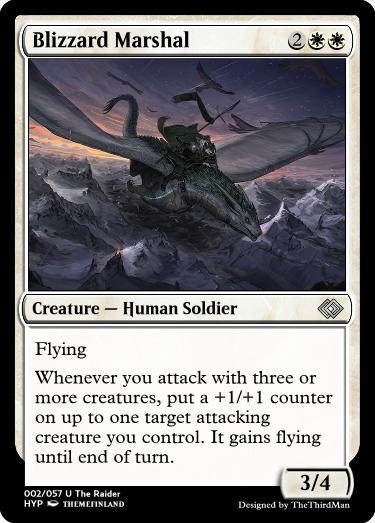 Blizzard Marshal 2
Creature — Human Soldier
Flying
Whenever you attack with three or
more creatures, put a +1/+1 counter
on up to one target attacking
creature you control. It gains flying
until end of turn.
3/4
002/057 U The Raider
HYP THEMEFINLAND
Designed by TheThirdMan